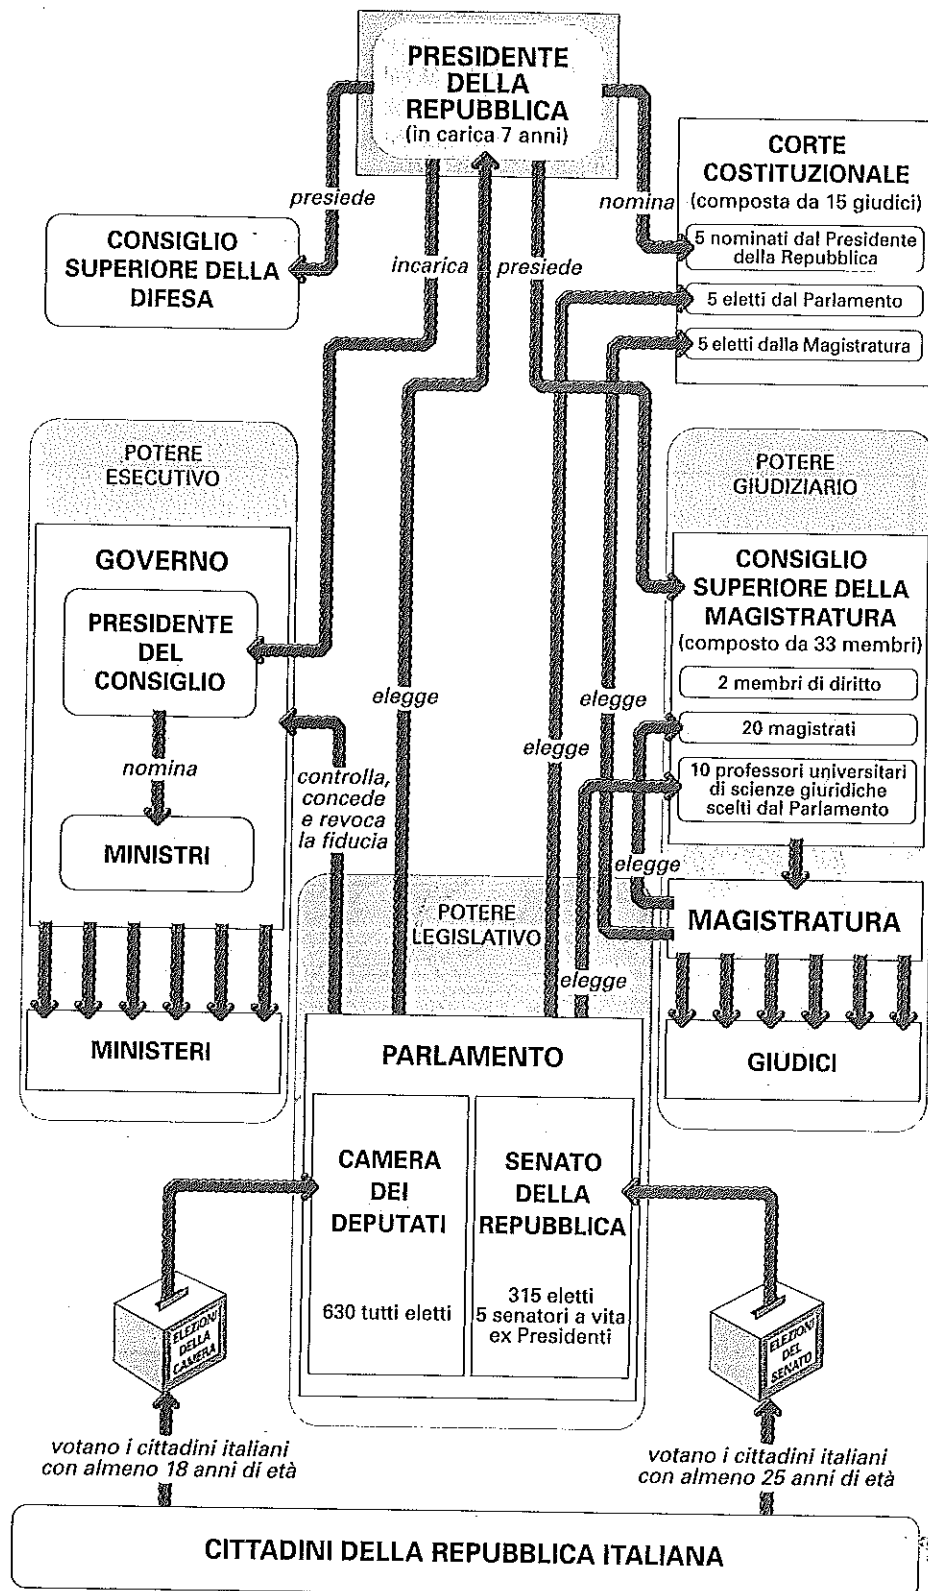 PRESIDENTE
DELLA
REPUBBLICA
(in carica 7 anni)
presiede
incarica
presiede
nomina
CONSIGLIO
SUPERIORE DELLA
DIFESA
CORTE
COSTITUZIONALE
(composta da 15 giudici)
5 nominati dal Presidente
della Repubblica
5 eletti dal Parlamento
5 eletti dalla Magistratura
POTERE
ESECUTIVO
GOVERNO
PRESIDENTE
DEL
CONSIGLIO
nomina
MINISTRI
MINISTERI
controlla,
concede
e revoca
la fiducia
elegge
elegge
elegge
POTERE
GIUDIZIARIO
CONSIGLIO
SUPERIORE DELLA
MAGISTRATURA
(composto da 33 membri)
2 membri di diritto
20 magistrati
10 professori universitari
di scienze giuridiche
scelti dal Parlamento
elegge
MAGISTRATURA
GIUDICI
POTERE
LEGISLATIVO
elegge
PARLAMENTO
CAMERA
DEI
DEPUTATI
630 tutti eletti
SENATO
DELLA
REPUBBLICA
315 eletti
5 senatori a vita
ex Presidenti
ELEZIONI
DELLA
CAMERA
ELEZIONI
DEL
SENATO
votano i cittadini italiani
con almeno 18 anni di età
votano i cittadini italiani
con almeno 25 anni di età
CITTADINI DELLA REPUBBLICA ITALIANA